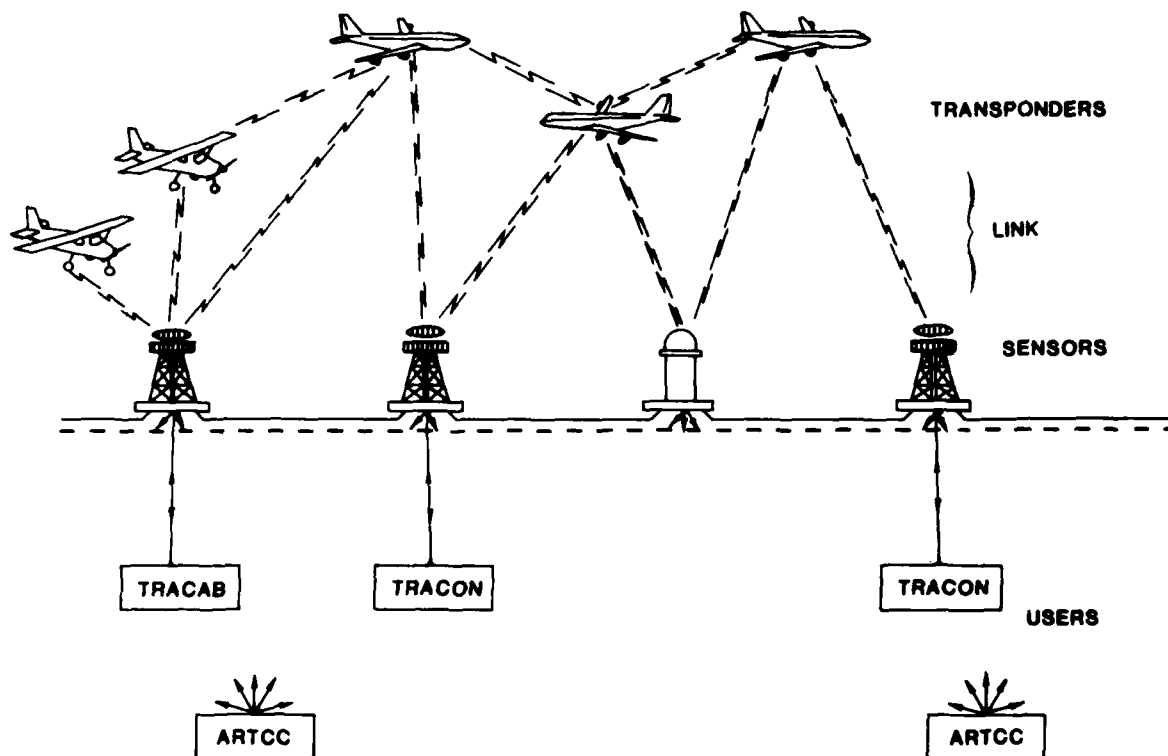 TRANSPONDERS
LINK
SENSORS
TRACAB
TRACON
TRACON
USERS
ARTCC
ARTCC